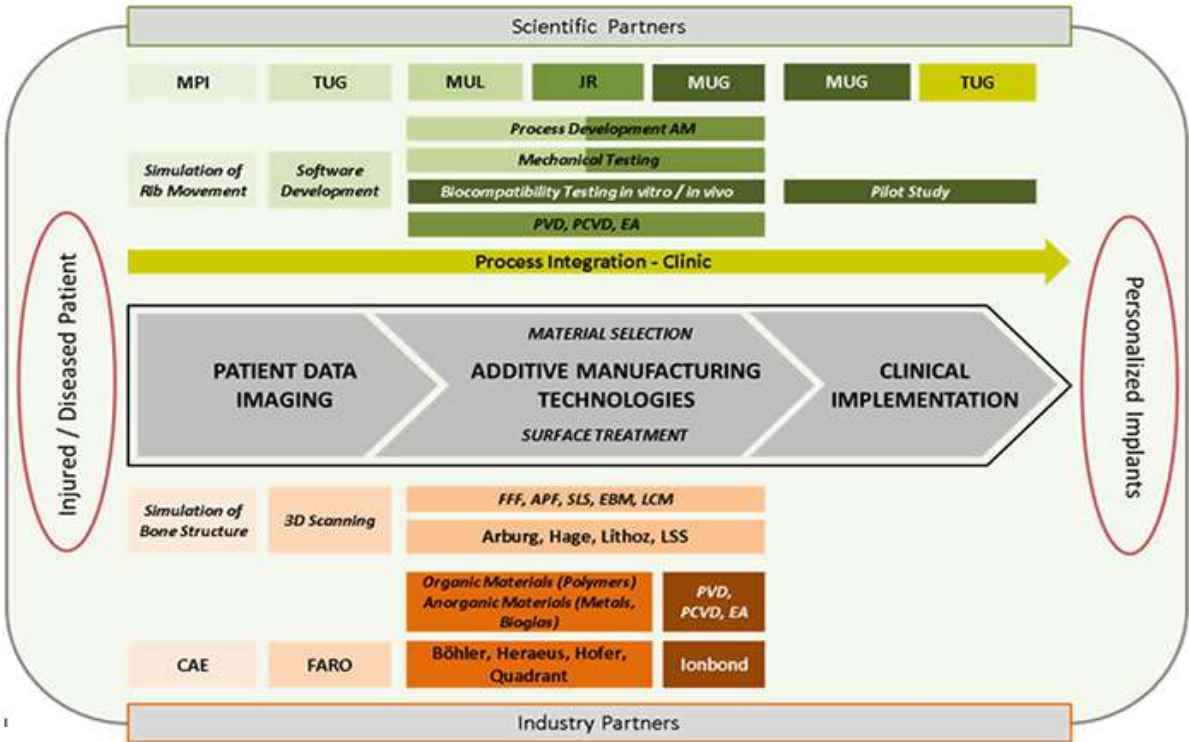 Scientific Partners
MPI
TUG
MUL
JR
MUG
MUG
TUG
Process Development AM
Mechanical Testing
Simulation of
Rib Movement
Software
Development
Biocompatibility Testing in vitro / in vivo
Pilot Study
PVD, PCVD, EA
Process Integration - Clinic
Injured / Diseased Patient
Personalized Implants
PATIENT DATA
IMAGING
MATERIAL SELECTION
ADDITIVE MANUFACTURING
TECHNOLOGIES
SURFACE TREATMENT
CLINICAL
IMPLEMENTATION
Simulation of
Bone Structure
3D Scanning
FFF, APF, SLS, EBM, LCM
Arburg, Hage, Lithoz, LSS
Organic Materials (Polymers)
Anorganic Materials (Metals,
Bioglas)
PVD,
PCVD, EA
CAE
FARO
Böhler, Heraeus, Hofer,
Quadrant
Ionbond
Industry Partners